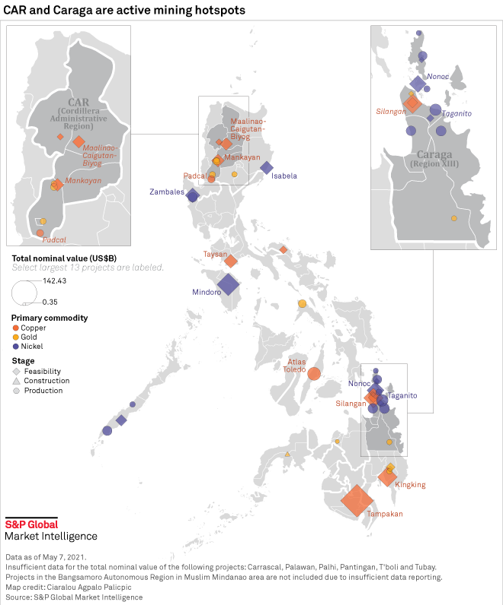 CAR and Caraga are active mining hotspots
CAR
(Cordillera
Administrative
Region)
Maalinao-
Caigutan-
Biyog
Mankayan
Padcal
Maalinao-
Caigutan-
Biyog
Mankayan
Padcal
Isabela
Zambales
Nonoc
Silangan
Taganito
Caraga
(Region XIII)
Total nominal value (US$B)
Select largest 13 projects are labeled.
142.43
0.35
Primary commodity
Copper
Gold
Nickel
Stage
Feasibility
Construction
Production
Taysan
Mindoro
Atlas
Toledo
Nonoc
Silangan
Taganito
Kingking
Tampakan
S&P Global
Market Intelligence
Data as of May 7, 2021.
Insufficient data for the total nominal value of the following projects: Carrascal, Palawan, Palhi, Pantingan, T'boli and Tubay.
Projects in the Bangsamoro Autonomous Region in Muslim Mindanao area are not included due to insufficient data reporting.
Map credit: Ciaralou Agpalo Palicpic
Source: S&P Global Market Intelligence